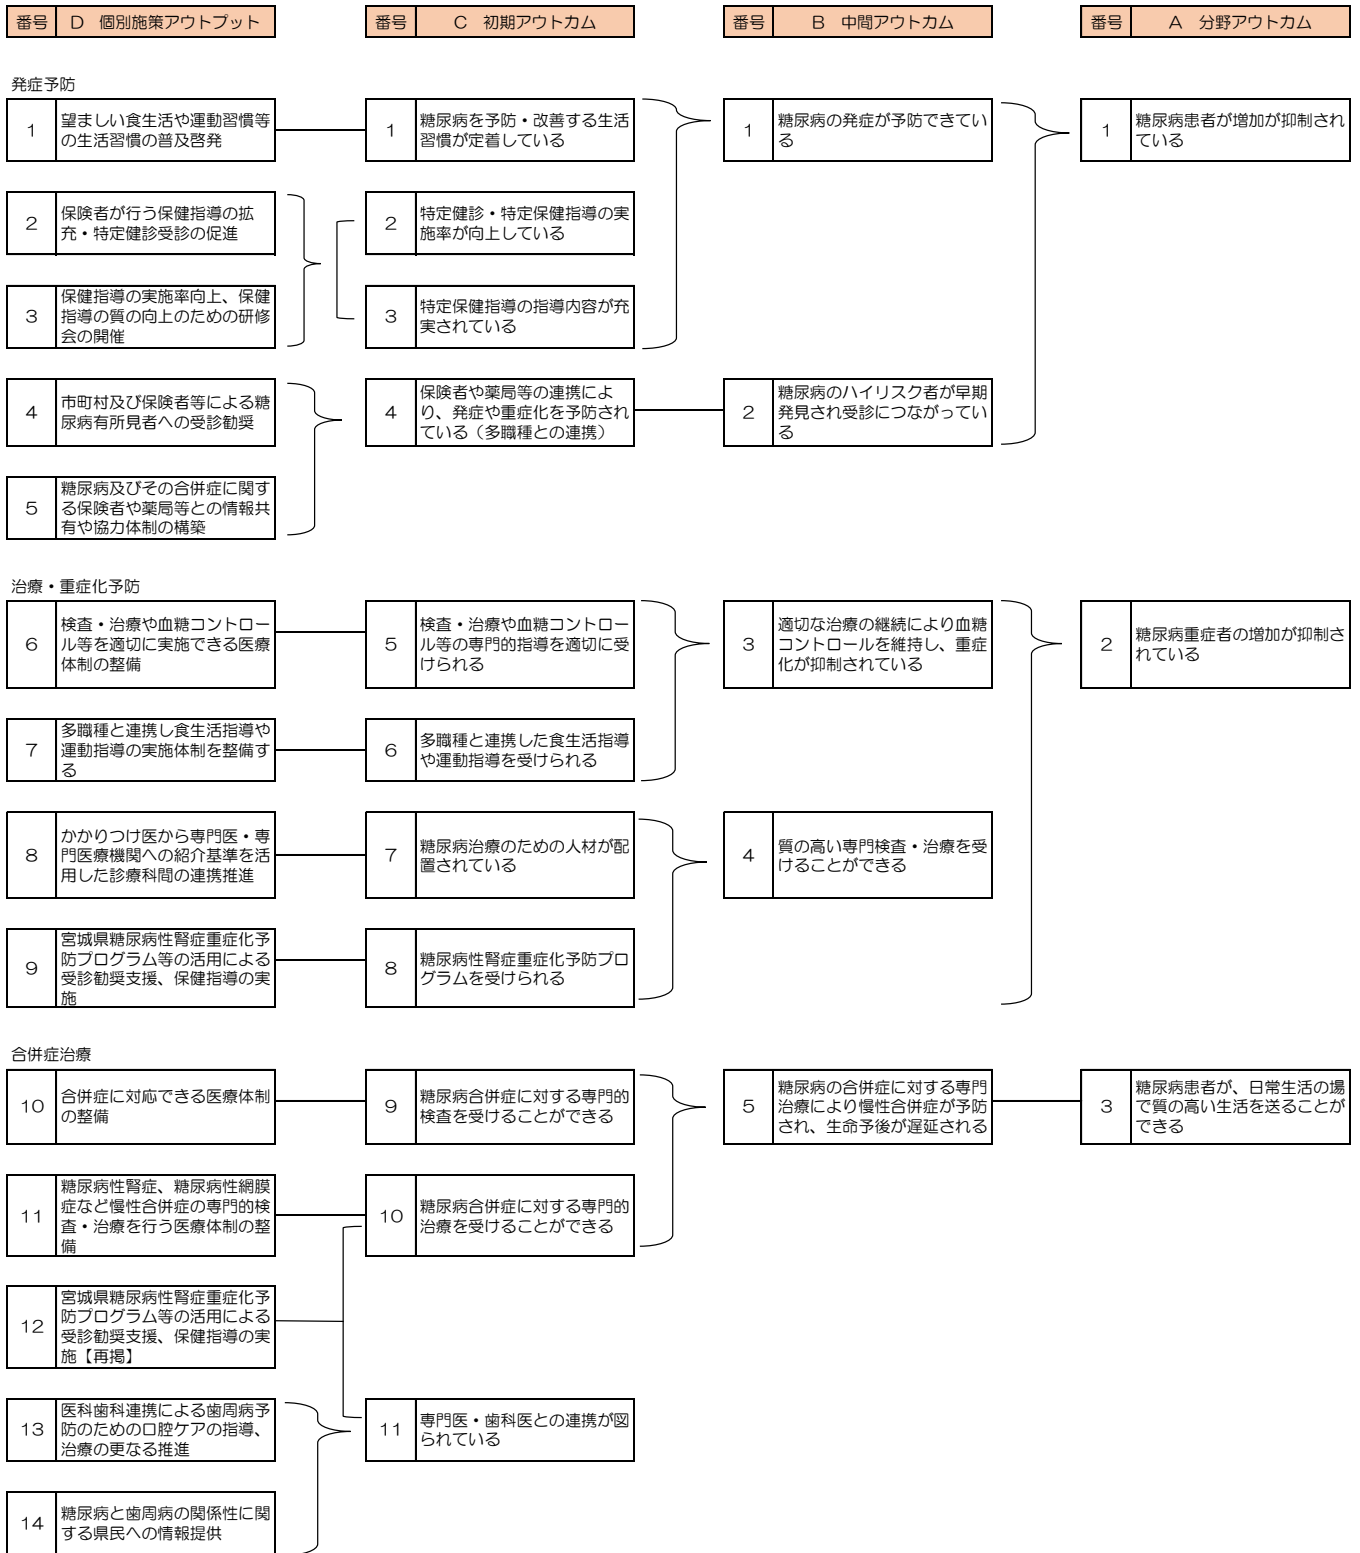 番号 D 個別施策アウトプット 番号 C 初期アウトカム 番号 B 中間アウトカム 番号 A 分野アウトカム
発症予防
1
望ましい食生活や運動習慣等
の生活習慣の普及啓発
1
糖尿病を予防・改善する生活
習慣が定着している
1
糖尿病の発症が予防できてい
る
1
糖尿病患者が増加が抑制され
ている
2
保険者が行う保健指導の拡
充・特定健診受診の促進
2
特定健診・特定保健指導の実
施率が向上している
3
保健指導の実施率向上、保健
指導の質の向上のための研修
会の開催
3
特定保健指導の指導内容が充
実されている
4
市町村及び保険者等による糖
尿病有所見者への受診勧奨
4
保険者や薬局等の連携によ
り、発症や重症化を予防され
ている（多職種との連携）
2
糖尿病のハイリスク者が早期
発見され受診につながってい
る
5
糖尿病及びその合併症に関す
る保険者や薬局等との情報共
有や協力体制の構築
治療・重症化予防
6
検査・治療や血糖コントロー
ル等を適切に実施できる医療
体制の整備
5
検査・治療や血糖コントロー
ル等の専門的指導を適切に受
けられる
3
適切な治療の継続により血糖
コントロールを維持し、重症
化が抑制されている
2
糖尿病重症者の増加が抑制さ
れている
7
多職種と連携し食生活指導や
運動指導の実施体制を整備す
る
6
多職種と連携した食生活指導
や運動指導を受けられる
8
かかりつけ医から専門医・専
門医療機関への紹介基準を活
用した診療科間の連携推進
7
糖尿病治療のための人材が配
置されている
4
質の高い専門検査・治療を受
けることができる
9
宮城県糖尿病性腎症重症化予
防プログラム等の活用による
受診勧奨支援、保健指導の実
施
8
糖尿病性腎症重症化予防プロ
グラムを受けられる
合併症治療
10
合併症に対応できる医療体制
の整備
9
糖尿病合併症に対する専門的
検査を受けることができる
5
糖尿病の合併症に対する専門
治療により慢性合併症が予防
され、生命予後が遅延される
3
糖尿病患者が、日常生活の場
で質の高い生活を送ることが
できる
11
糖尿病性腎症、糖尿病性網膜
症など慢性合併症の専門的検
査・治療を行う医療体制の整
備
10
糖尿病合併症に対する専門的
治療を受けることができる
12
宮城県糖尿病性腎症重症化予
防プログラム等の活用による
受診勧奨支援、保健指導の実
施【再掲】
13
医科歯科連携による歯周病予
防のための口腔ケアの指導、
治療の更なる推進
11
専門医・歯科医との連携が図
られている
14
糖尿病と歯周病の関係性に関
する県民への情報提供